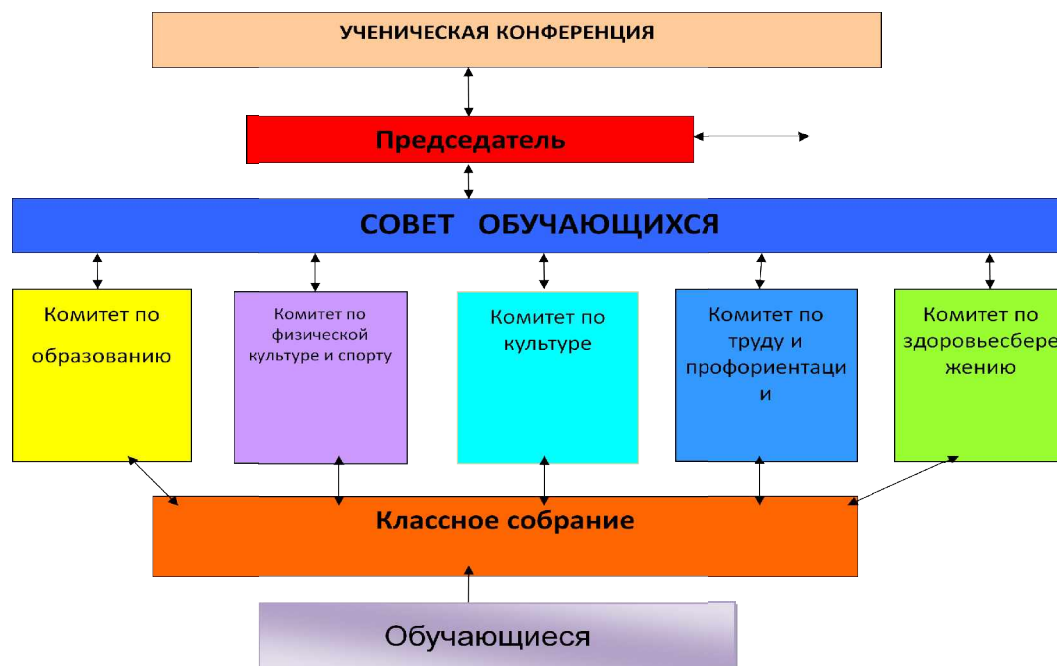 УЧЕНИЧЕСКАЯ КОНФЕРЕНЦИЯ
Председатель
СОВЕТ ОБУЧАЮЩИХСЯ
Комитет по
образованию
Комитет по
физической
культуре и спорту
Комитет по
культуре
Комитет по
труду и
профориентаци
и
Комитет по
здоровьесбере
жению
Классное собрание
Обучающиеся